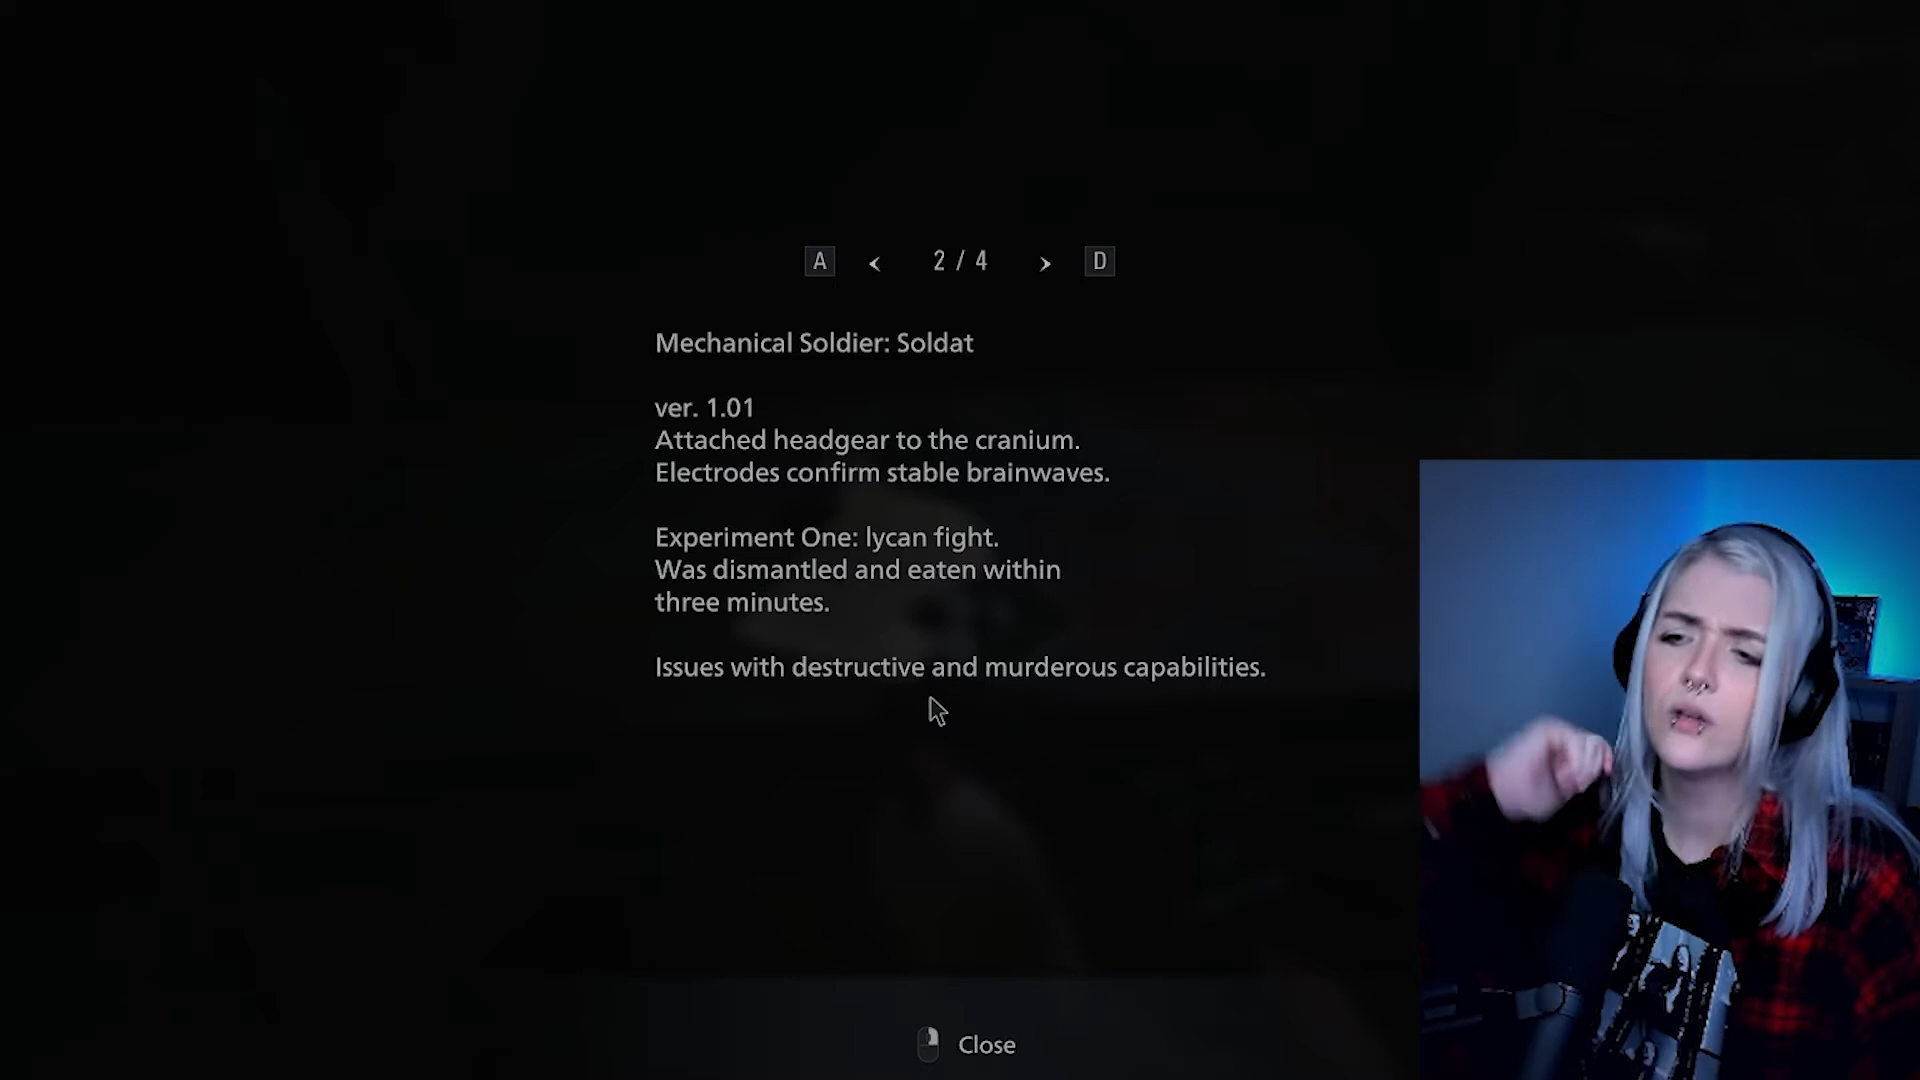 A < 2 / 4 > D
Mechanical Soldier: Soldat
ver. 1.01
Attached headgear to the cranium.
Electrodes confirm stable brainwaves.
Experiment One: lycan fight.
Was dismantled and eaten within
three minutes.
Issues with destructive and murderous capabilities.
Close